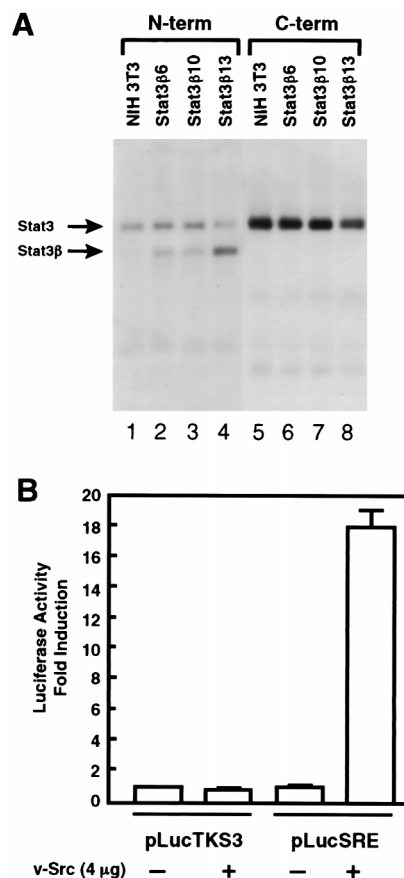 A
N-term C-term
NIH 3T3 Stat3β6 Stat3β10 Stat3β13 NIH 3T3 Stat3β6 Stat3β10 Stat3β13
Stat3
Stat3β
1 2 3 4 5 6 7 8
B
Luciferase Activity
Fold Induction
20
18
16
14
12
10
8
6
4
2
0
pLucTKS3 pLucSRE
v-Src (4 μg) – + – +